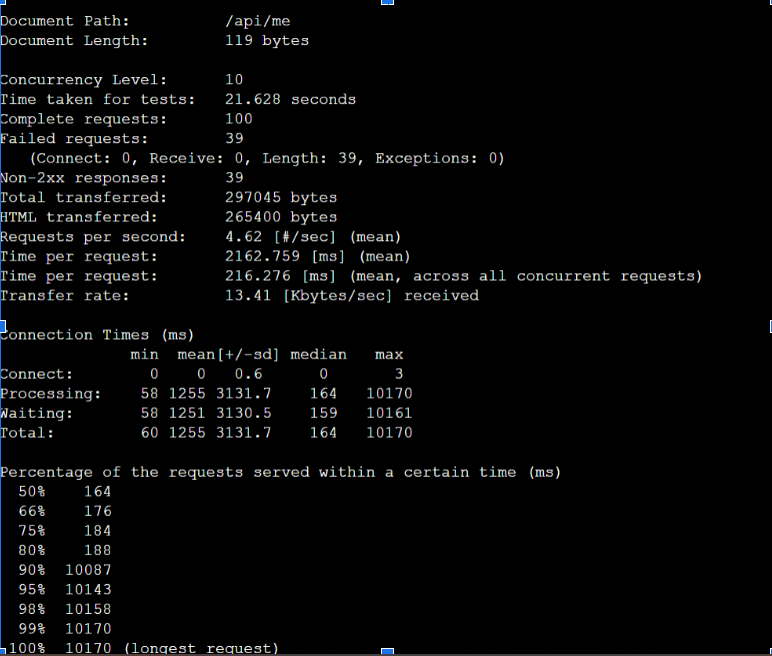 Document Path:          /api/me
Document Length:        119 bytes

Concurrency Level:      10
Time taken for tests:   21.628 seconds
Complete requests:      100
Failed requests:        39
   (Connect: 0, Receive: 0, Length: 39, Exceptions: 0)
Non-2xx responses:      39
Total transferred:      297045 bytes
HTML transferred:       265400 bytes
Requests per second:    4.62 [#/sec] (mean)
Time per request:       2162.759 [ms] (mean)
Time per request:       216.276 [ms] (mean, across all concurrent requests)
Transfer rate:          13.41 [Kbytes/sec] received

Connection Times (ms)
              min  mean[+/-sd] median   max
Connect:        0    0   0.6      0       3
Processing:    58 1255 3131.7    164   10170
Waiting:       58 1251 3130.5    159   10161
Total:         60 1255 3131.7    164   10170

Percentage of the requests served within a certain time (ms)
  50%    164
  66%    176
  75%    184
  80%    188
  90%  10087
  95%  10143
  98%  10158
  99%  10170
 100%  10170 (longest request)